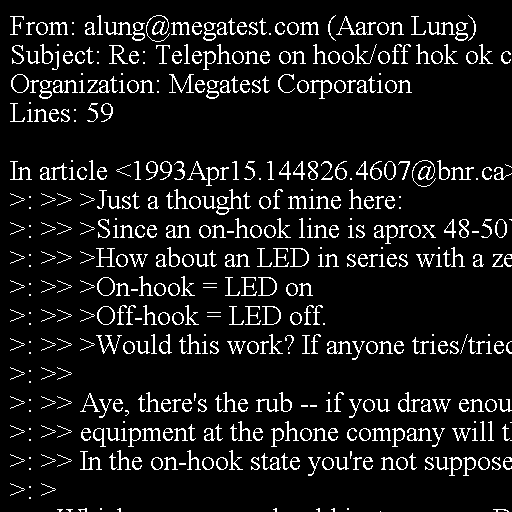 From: alung@megatest.com (Aaron Lung)
Subject: Re: Telephone on hook/off hok ok c
Organization: Megatest Corporation
Lines: 59

In article <1993Apr15.144826.4607@bnr.ca>
>: >> >Just a thought of mine here:
>: >> >Since an on-hook line is aprox 48-50V
>: >> >How about an LED in series with a ze
>: >> >On-hook = LED on
>: >> >Off-hook = LED off.
>: >> >Would this work? If anyone tries/tried
>: >>
>: >> Aye, there's the rub -- if you draw enou
>: >> equipment at the phone company will th
>: >> In the on-hook state you're not suppose
>: >